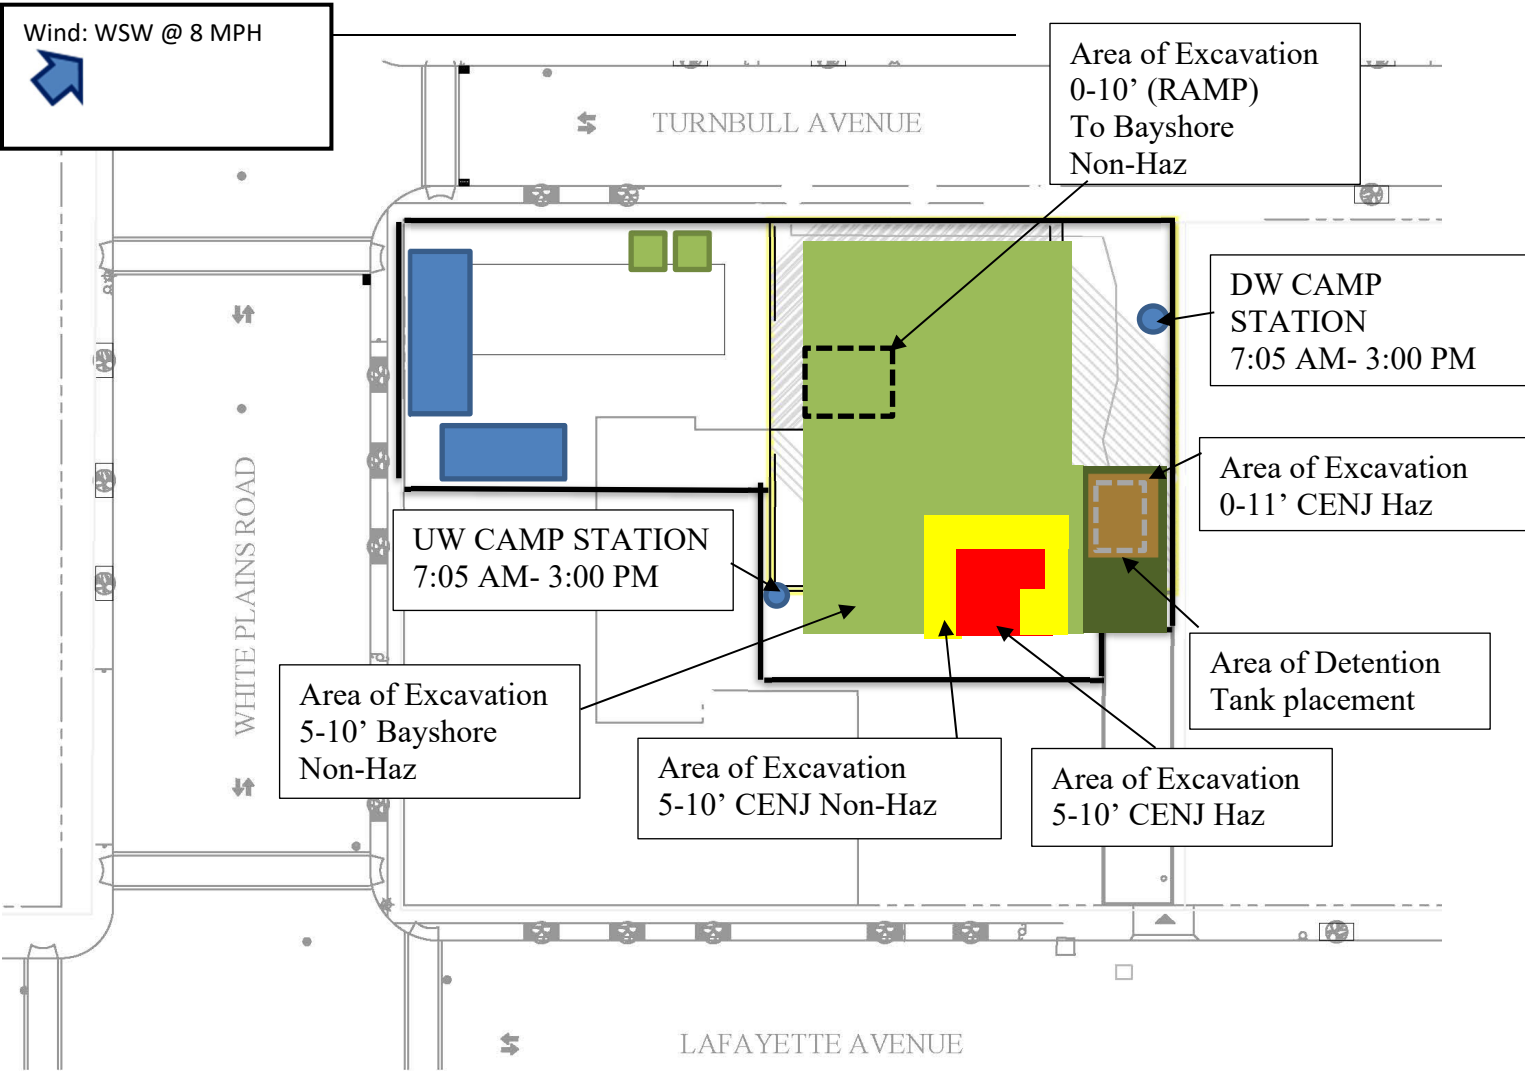 Wind: WSW @ 8 MPH
Area of Excavation
0-10’ (RAMP)
To Bayshore
Non-Haz
TURNBULL AVENUE
DW CAMP
STATION
7:05 AM- 3:00 PM
Area of Excavation
0-11’ CENJ Haz
WHITE PLAINS ROAD
UW CAMP STATION
7:05 AM- 3:00 PM
Area of Detention
Tank placement
Area of Excavation
5-10’ Bayshore
Non-Haz
Area of Excavation
5-10’ CENJ Non-Haz
Area of Excavation
5-10’ CENJ Haz
LAFAYETTE AVENUE